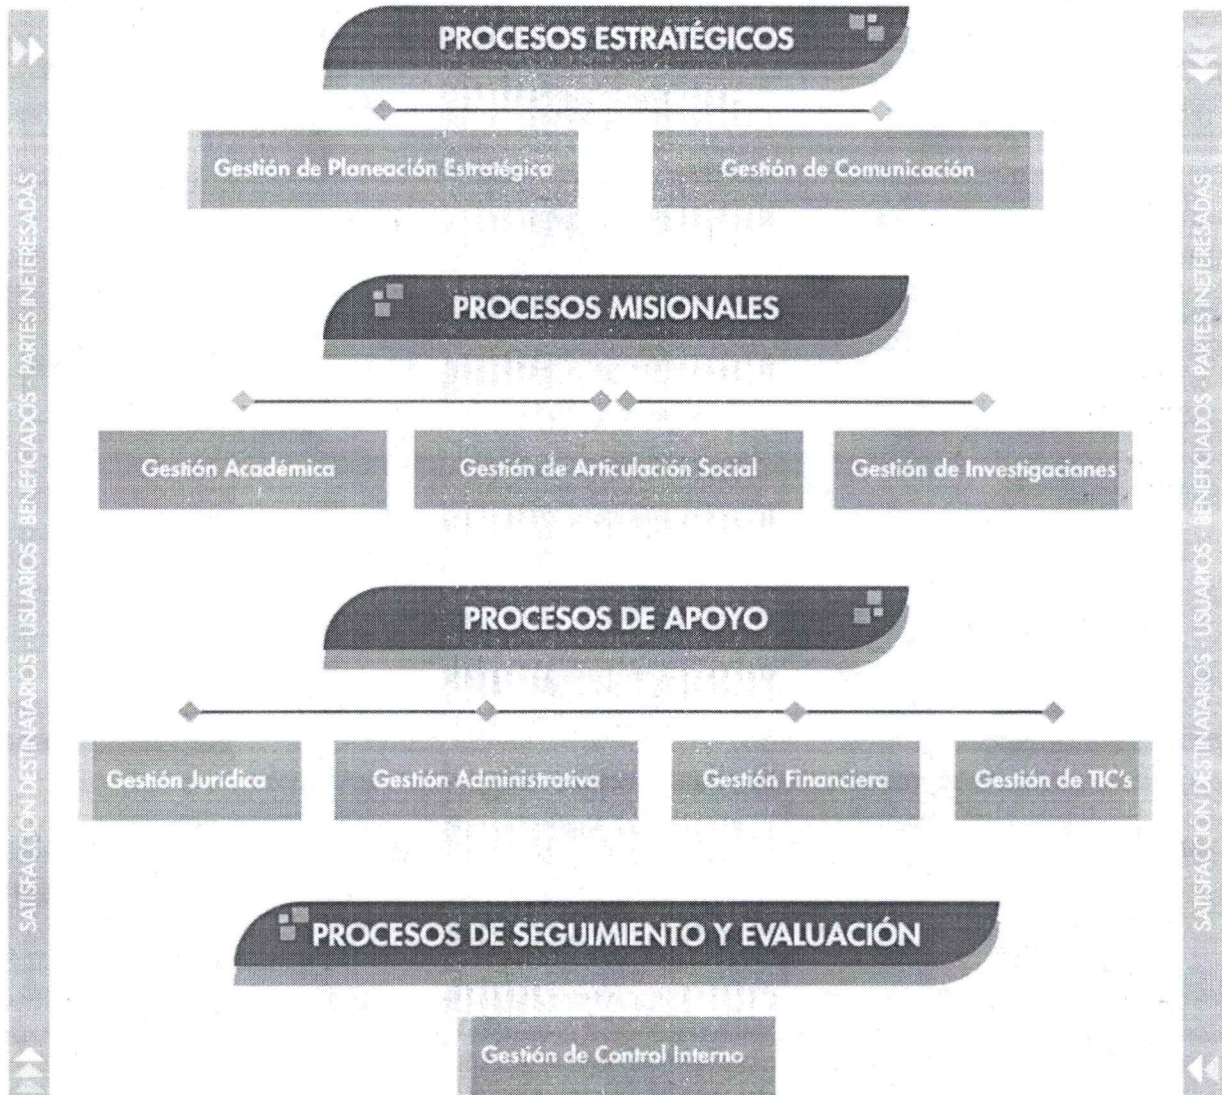 PROCESOS ESTRATÉGICOS
Gestión de Planeación Estratégica
Gestión de Comunicación
PROCESOS MISIONALES
Gestión Académica
Gestión de Articulación Social
Gestión de Investigaciones
PROCESOS DE APOYO
Gestión Jurídica
Gestión Administrativa
Gestión Financiera
Gestión de TIC's
PROCESOS DE SEGUIMIENTO Y EVALUACIÓN
Gestión de Control Interno
SATISFACCION DESTINATARIOS - USUARIOS - BENEFICIADOS - PARTES INETERESADAS
SATISFACCION DESTINATARIOS - USUARIOS - BENEFICIADOS - PARTES INETERESADAS